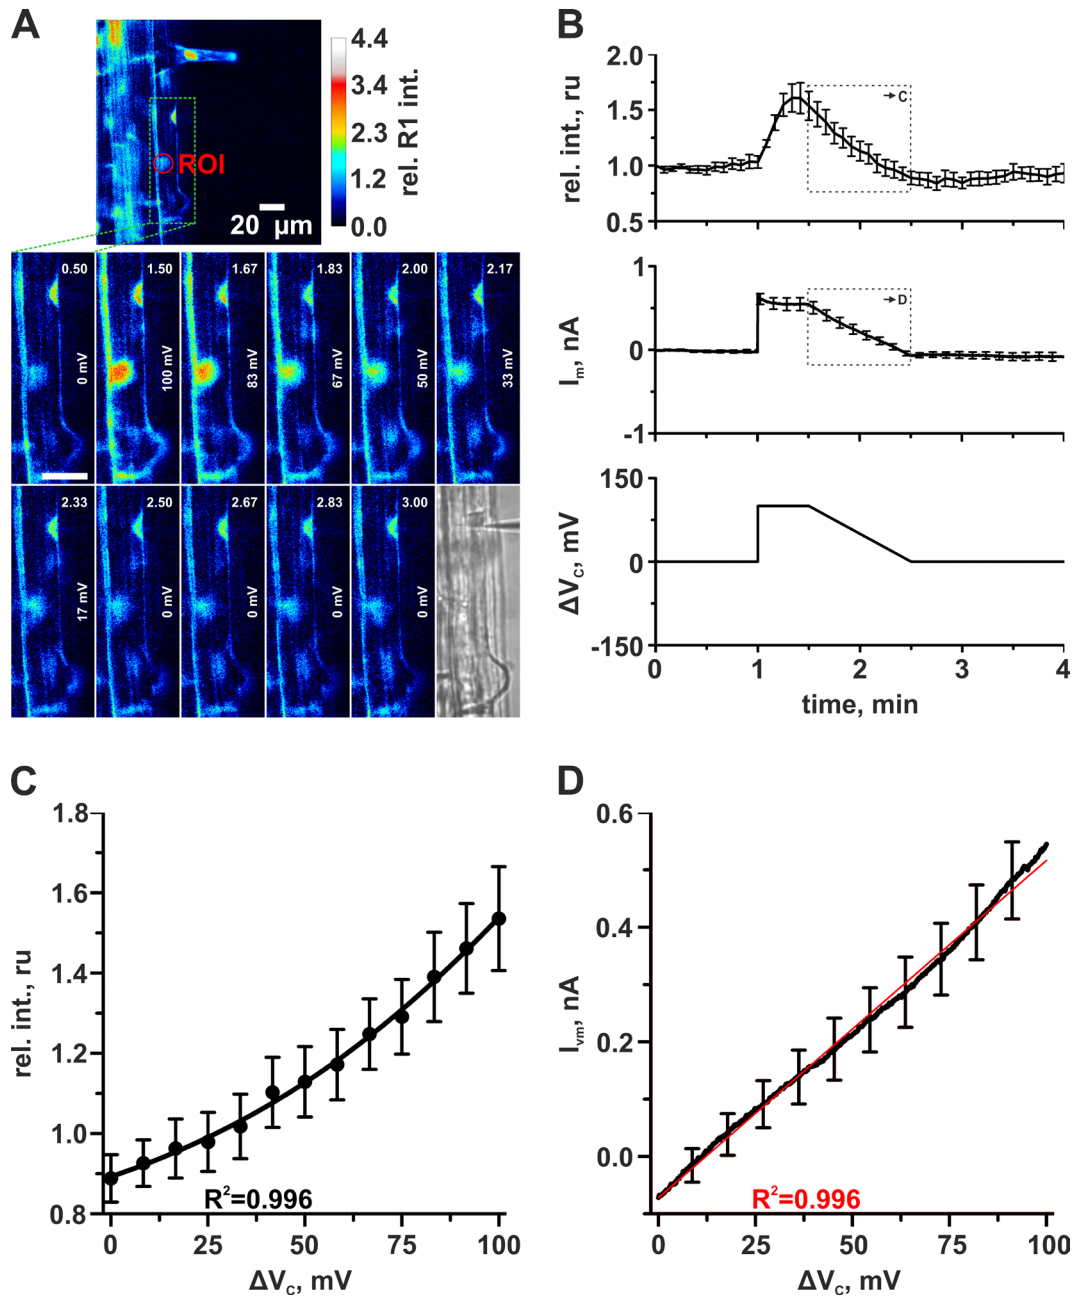 A
4.4
3.4
2.3
1.2
0.0
rel. R1 int.
ROI
20 µm
0.50
0 mV
1.50
100 mV
1.67
83 mV
1.83
67 mV
2.00
50 mV
2.17
33 mV
2.33
17 mV
2.50
0 mV
2.67
0 mV
2.83
0 mV
3.00
0 mV
B
2.0
1.5
1.0
0.5
rel. int., ru
→C
1
0
-1
Im, nA
→D
150
0
-150
ΔVC, mV
0 1 2 3 4
time, min
C
1.8
1.6
1.4
1.2
1.0
0.8
rel. int., ru
R²=0.996
0 25 50 75 100
ΔVC, mV
D
0.6
0.4
0.2
0.0
Ivm, nA
R²=0.996
0 25 50 75 100
ΔVC, mV